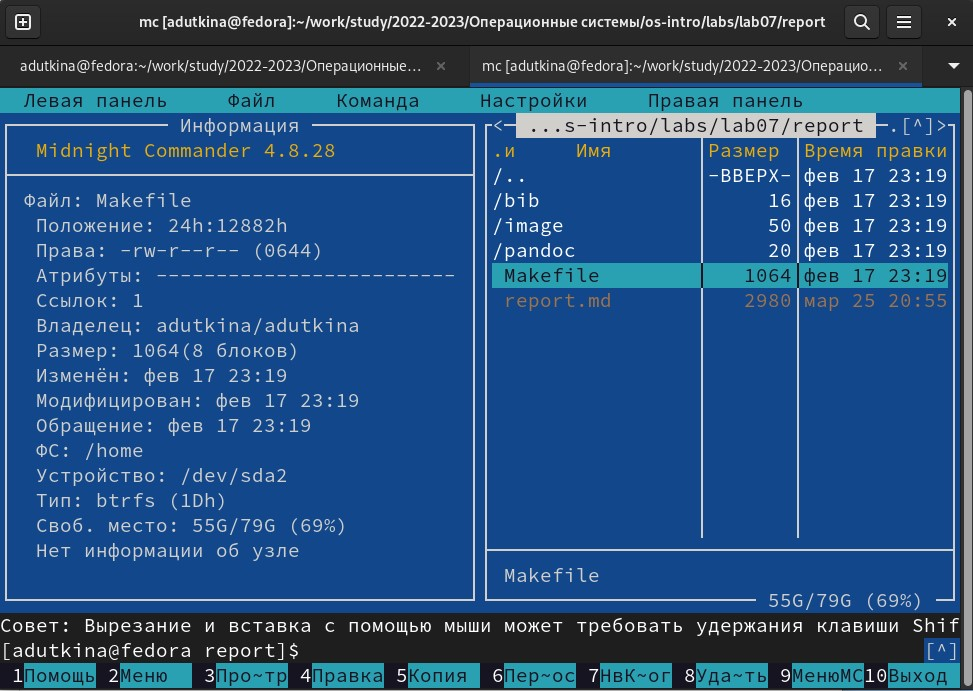 mc [adutkina@fedora]:~/work/study/2022-2023/Операционные системы/os-intro/labs/lab07/report
adutkina@fedora:~/work/study/2022-2023/Операционные…
mc [adutkina@fedora]:~/work/study/2022-2023/Операцио…
Левая панель Файл Команда Настройки Правая панель
Информация
Midnight Commander 4.8.28
Файл: Makefile
Положение: 24h:12882h
Права: -rw-r--r-- (0644)
Атрибуты: -------------------------
Ссылок: 1
Владелец: adutkina/adutkina
Размер: 1064(8 блоков)
Изменён: фев 17 23:19
Модифицирован: фев 17 23:19
Обращение: фев 17 23:19
ФС: /home
Устройство: /dev/sda2
Тип: btrfs (1Dh)
Своб. место: 55G/79G (69%)
Нет информации об узле
<- ...s-intro/labs/lab07/report -.[^]>
.и Имя Размер Время правки
/.. -ВВЕРХ- фев 17 23:19
/bib 16 фев 17 23:19
/image 50 фев 17 23:19
/pandoc 20 фев 17 23:19
Makefile 1064 фев 17 23:19
report.md 2980 мар 25 20:55
Makefile
55G/79G (69%)
Совет: Вырезание и вставка с помощью мыши может требовать удержания клавиши Shif
[adutkina@fedora report]$ [^]
1Помощь 2Меню 3Про~тр 4Правка 5Копия 6Пер~ос 7НвК~ог 8Уда~ть 9МенюMC 10Выход